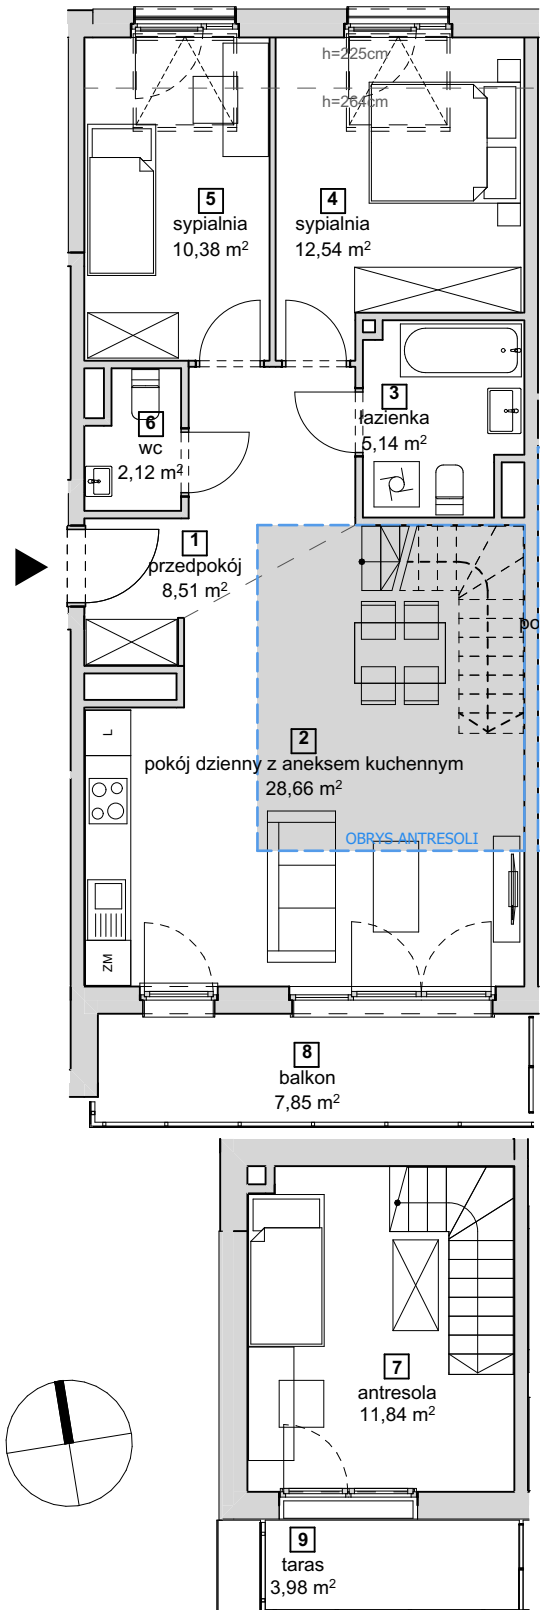 h=225cm
h=264cm
5
sypialnia
10,38 m²
4
sypialnia
12,54 m²
3
łazienka
5,14 m²
6
wc
2,12 m²
1
przedpokój
8,51 m²
po
L
2
pokój dzienny z aneksem kuchennym
28,66 m²
OBRYS ANTRESOLI
ZM
8
balkon
7,85 m²
7
antresola
11,84 m²
9
taras
3,98 m²